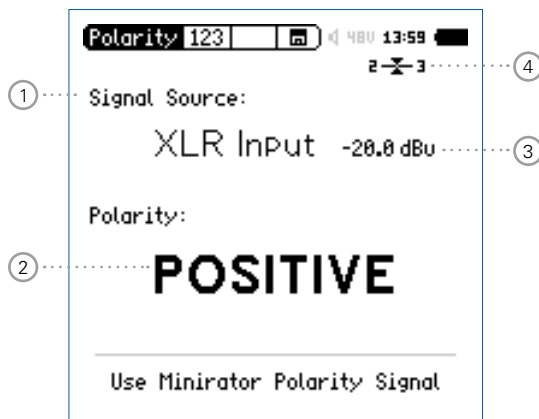 Polarity 123 48V 13:59
2 3 4
1 Signal Source:
XLR Input -20.0 dBu 3
Polarity:
2 POSITIVE
Use Minirator Polarity Signal